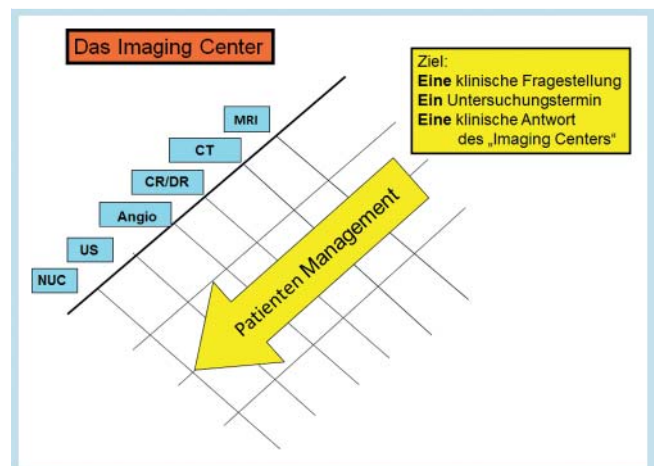 Das Imaging Center
Ziel:
Eine klinische Fragestellung
Ein Untersuchungstermin
Eine klinische Antwort
des „Imaging Centers“
MRI
CT
CR/DR
Angio
US
NUC
Patienten Management